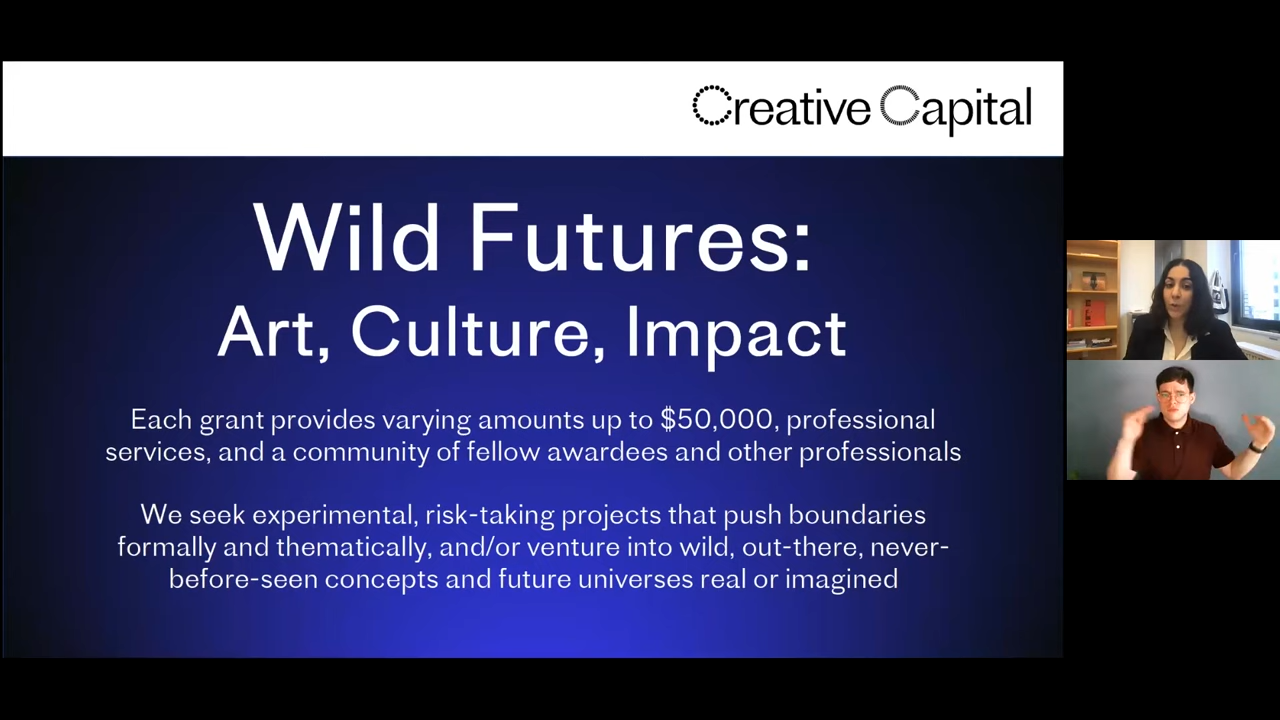 Creative Capital
Wild Futures:
Art, Culture, Impact
Each grant provides varying amounts up to $50,000, professional
services, and a community of fellow awardees and other professionals
We seek experimental, risk-taking projects that push boundaries
formally and thematically, and/or venture into wild, out-there, never-
before-seen concepts and future universes real or imagined